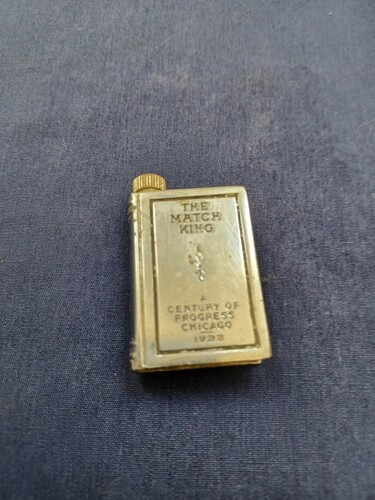 THE
MATCH
KING
A
CENTURY OF
PROGRESS
CHICAGO
1933